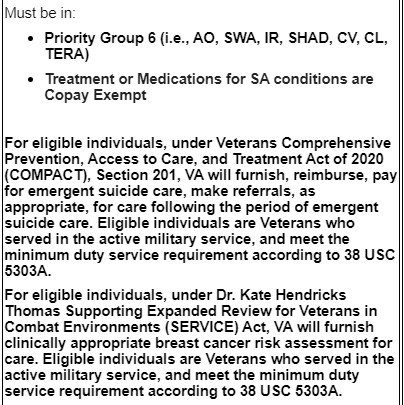 Must be in:
• Priority Group 6 (i.e., AO, SWA, IR, SHAD, CV, CL,
TERA)
• Treatment or Medications for SA conditions are
Copay Exempt
For eligible individuals, under Veterans Comprehensive
Prevention, Access to Care, and Treatment Act of 2020
(COMPACT), Section 201, VA will furnish, reimburse, pay
for emergent suicide care, make referrals, as
appropriate, for care following the period of emergent
suicide care. Eligible individuals are Veterans who
served in the active military service, and meet the
minimum duty service requirement according to 38 USC
5303A.
For eligible individuals, under Dr. Kate Hendricks
Thomas Supporting Expanded Review for Veterans in
Combat Environments (SERVICE) Act, VA will furnish
clinically appropriate breast cancer risk assessment for
care. Eligible individuals are Veterans who served in the
active military service, and meet the minimum duty
service requirement according to 38 USC 5303A.